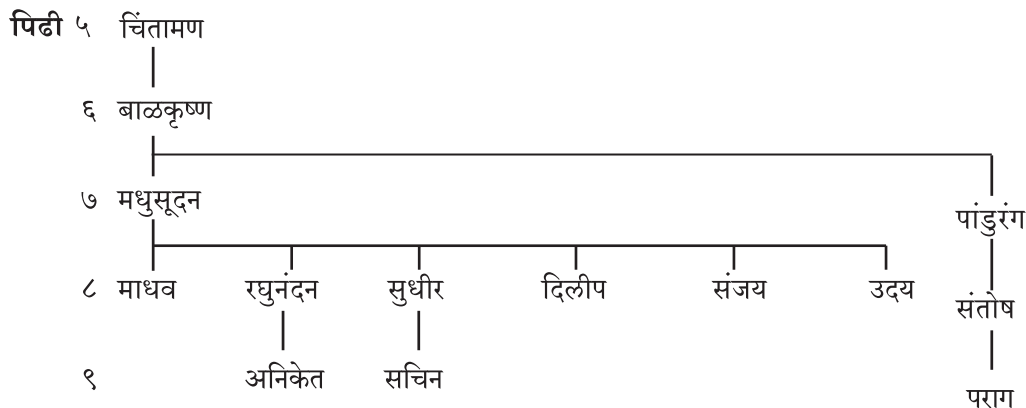 पिढी ५ चिंतामण
६ बाळकृष्ण
७ मधुसूदन
पांडुरंग
८ माधव रघुनंदन सुधीर दिलीप संजय उदय
संतोष
९ अनिकेत सचिन
पराग